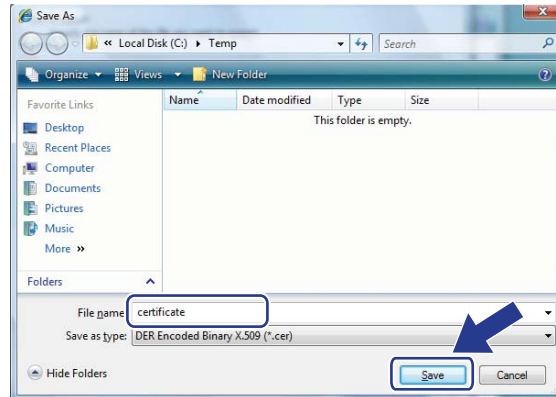 Save As
« Local Disk (C:) ▸ Temp
Search
Organize Views New Folder
Favorite Links
Name Date modified Type Size
This folder is empty.
Desktop
Recent Places
Computer
Documents
Pictures
Music
More »
Folders
File name: certificate
Save as type: DER Encoded Binary X.509 (*.cer)
Hide Folders
Save Cancel